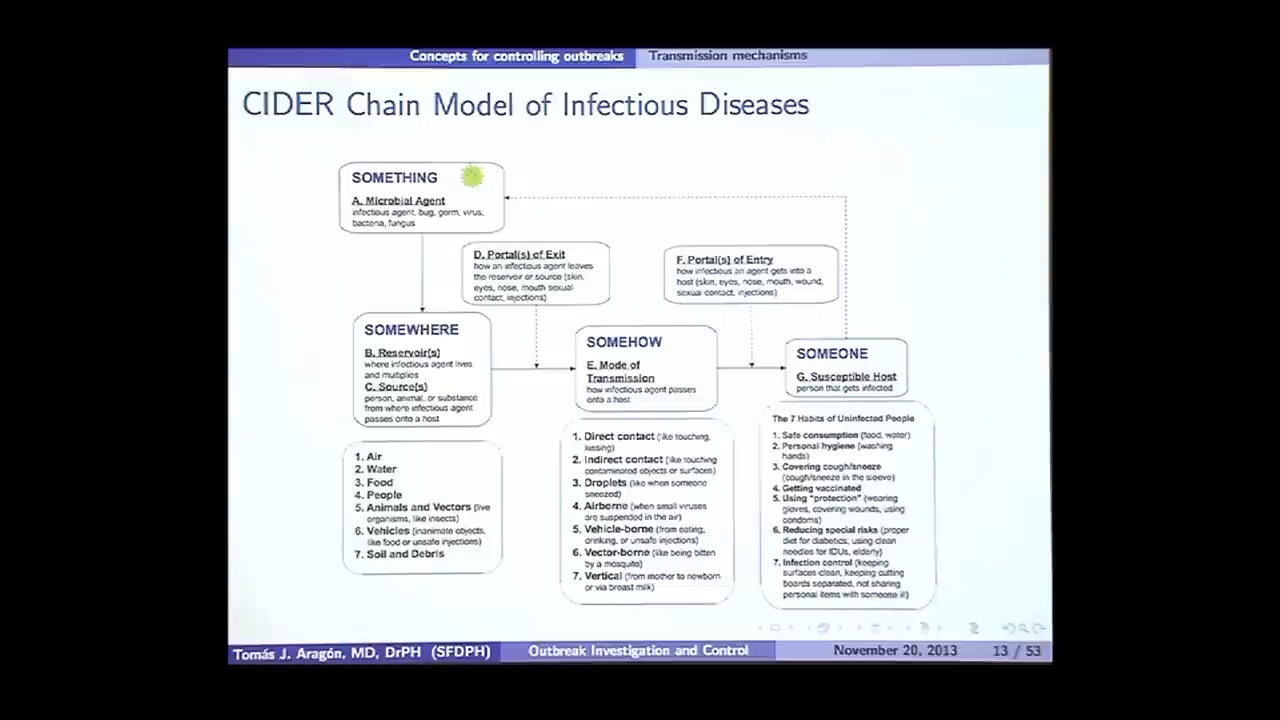 Concepts for controlling outbreaks Transmission mechanisms
CIDER Chain Model of Infectious Diseases
SOMETHING
A. Microbial Agent
infectious agent, bug, germ, virus,
bacteria, fungus
D. Portal(s) of Exit
how an infectious agent leaves
the reservoir or source (skin,
eyes, nose, mouth sexual
contact, injections)
F. Portal(s) of Entry
how infectious an agent gets into a
host (skin, eyes, nose, mouth, wound,
sexual contact, injections)
SOMEWHERE
B. Reservoir(s)
where infectious agent lives
and multiplies
C. Source(s)
person, animal, or substance
from where infectious agent
passes onto a host
SOMEHOW
E. Mode of
Transmission
how infectious agent passes
onto a host
SOMEONE
G. Susceptible Host
person that gets infected
1. Air
2. Water
3. Food
4. People
5. Animals and Vectors (live
organisms, like insects)
6. Vehicles (inanimate objects,
like food or unsafe injections)
7. Soil and Debris
1. Direct contact (like touching,
kissing)
2. Indirect contact (like touching
contaminated objects or surfaces)
3. Droplets (like when someone
sneezed)
4. Airborne (when small viruses
are suspended in the air)
5. Vehicle-borne (from eating,
drinking, or unsafe injections)
6. Vector-borne (like being bitten
by a mosquito)
7. Vertical (from mother to newborn
or via breast milk)
The 7 Habits of Uninfected People
1. Safe consumption (food, water)
2. Personal hygiene (washing
hands)
3. Covering cough/sneeze
(cough/sneeze in the sleeve)
4. Getting vaccinated
5. Using "protection" (wearing
gloves, covering wounds, using
condoms)
6. Reducing special risks (proper
diet for diabetics, using clean
needles for IDUs, elderly)
7. Infection control (keeping
surfaces clean, keeping cutting
boards separated, not sharing
personal items with someone ill)
Tomás J. Aragón, MD, DrPH (SFDPH) Outbreak Investigation and Control November 20, 2013 13 / 53